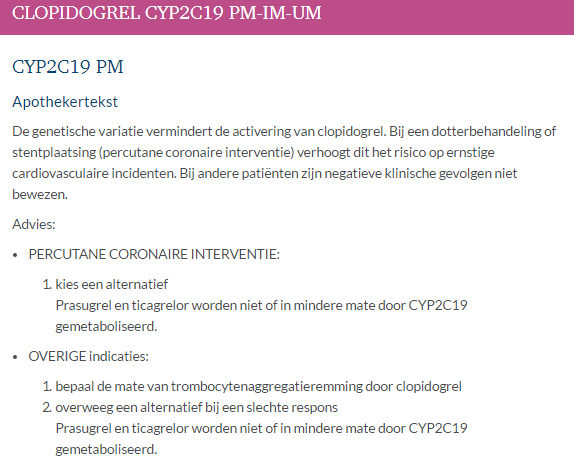 CLOPIDOGREL CYP2C19 PM-IM-UM
CYP2C19 PM
Apothekertekst
De genetische variatie vermindert de activering van clopidogrel. Bij een dotterbehandeling of
stentplaatsing (percutane coronaire interventie) verhoogt dit het risico op ernstige
cardiovasculaire incidenten. Bij andere patiënten zijn negatieve klinische gevolgen niet
bewezen.
Advies:
• PERCUTANE CORONAIRE INTERVENTIE:
1. kies een alternatief
Prasugrel en ticagrelor worden niet of in mindere mate door CYP2C19
gemetaboliseerd.
• OVERIGE indicaties:
1. bepaal de mate van trombocytenaggregatieremming door clopidogrel
2. overweeg een alternatief bij een slechte respons
Prasugrel en ticagrelor worden niet of in mindere mate door CYP2C19
gemetaboliseerd.